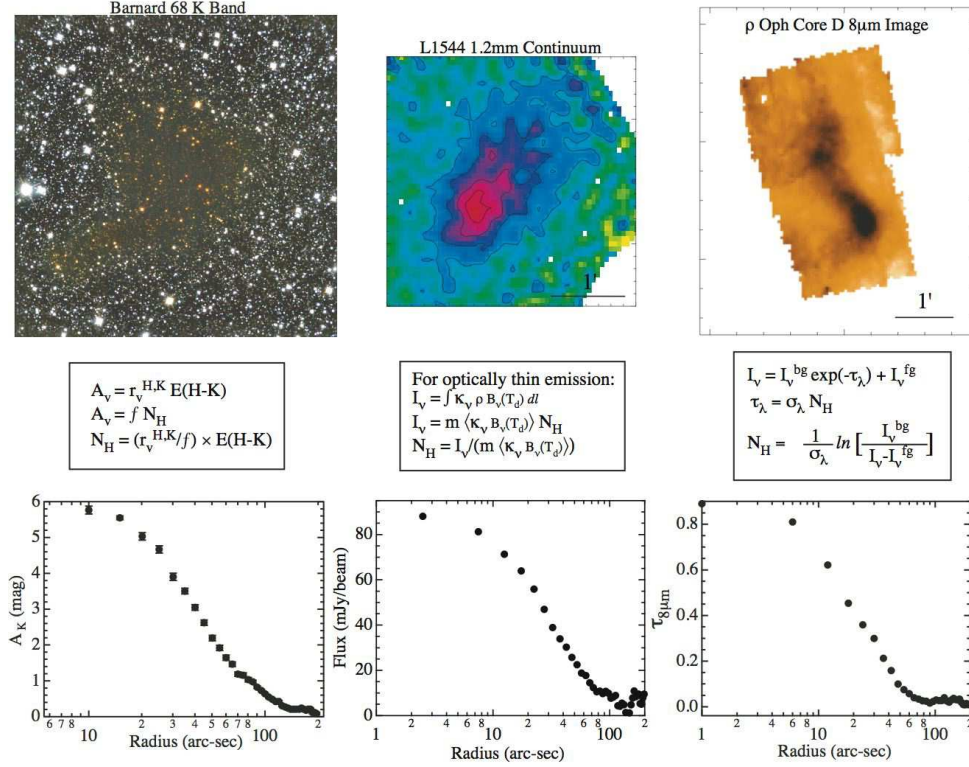 Barnard 68 K Band
L1544 1.2mm Continuum
1'
ρ Oph Core D 8μm Image
1'
A_v = r_v^{H,K} E(H-K)
A_v = f N_H
N_H = (r_v^{H,K}/f) × E(H-K)
For optically thin emission:
I_ν = ∫ κ_ν ρ B_ν(T_d) dl
I_ν = m ⟨κ_ν B_ν(T_d)⟩ N_H
N_H = I_ν/(m ⟨κ_ν B_ν(T_d)⟩)
I_ν = I_ν^{bg} exp(-τ_λ) + I_ν^{fg}
τ_λ = σ_λ N_H
N_H = 1/σ_λ ln [I_ν^{bg}/(I_ν-I_ν^{fg})]
A_K (mag)
6
5
4
3
2
1
0
6 7 8 2 3 4 5 6 7 8 2
10 100
Radius (arc-sec)
Flux (mJy/beam)
80
60
40
20
0
2 4 6 8 2 4 6 8 2
1 10 100
Radius (arc-sec)
τ_{8μm}
0.8
0.6
0.4
0.2
0.0
2 4 6 8 2 4 6 8 2
1 10 100
Radius (arc-sec)